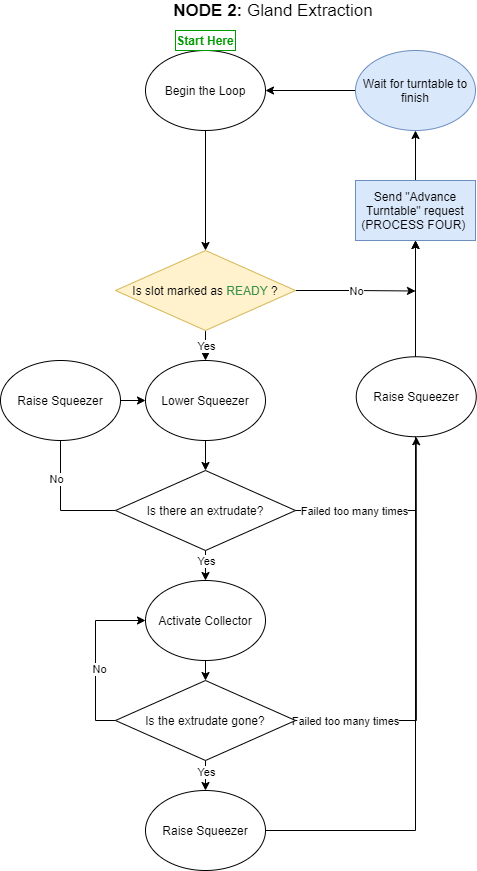 NODE 2: Gland Extraction
Start Here
Begin the Loop
Wait for turntable to
finish
Send "Advance
Turntable" request
(PROCESS FOUR)
Is slot marked as READY ?
No
Yes
Raise Squeezer
Lower Squeezer
Raise Squeezer
No
Is there an extrudate?
Failed too many times
Yes
Activate Collector
No
Is the extrudate gone?
Failed too many times
Yes
Raise Squeezer